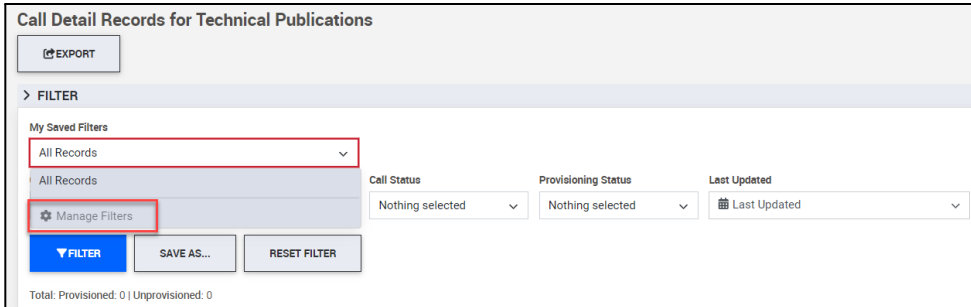 Call Detail Records for Technical Publications
EXPORT
FILTER
My Saved Filters
All Records
All Records
Call Status
Provisioning Status
Last Updated
Manage Filters
Nothing selected
Nothing selected
Last Updated
FILTER
SAVE AS...
RESET FILTER
Total: Provisioned: 0 | Unprovisioned: 0